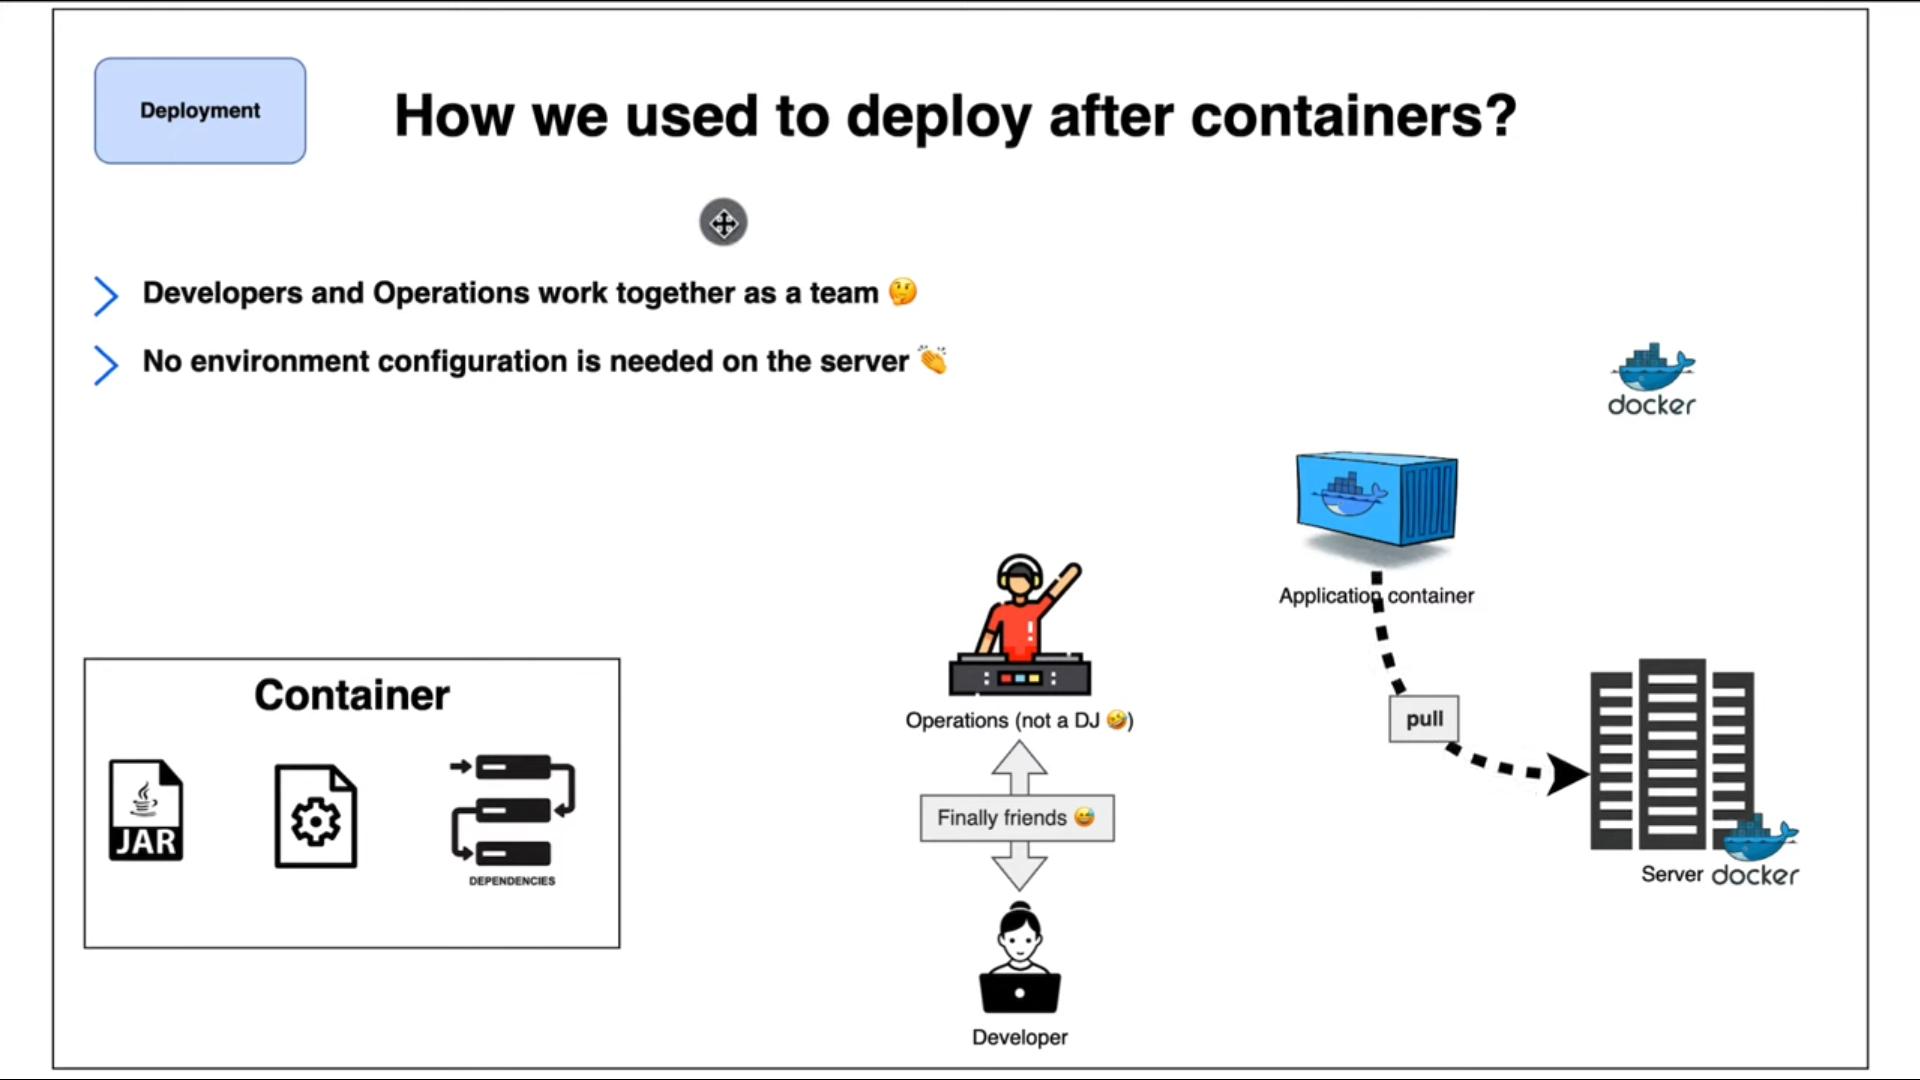 Deployment
How we used to deploy after containers?
Developers and Operations work together as a team 🤔
No environment configuration is needed on the server 👏
docker
Application container
Container
JAR
DEPENDENCIES
Operations (not a DJ 🤣)
pull
Finally friends 😅
Server docker
Developer